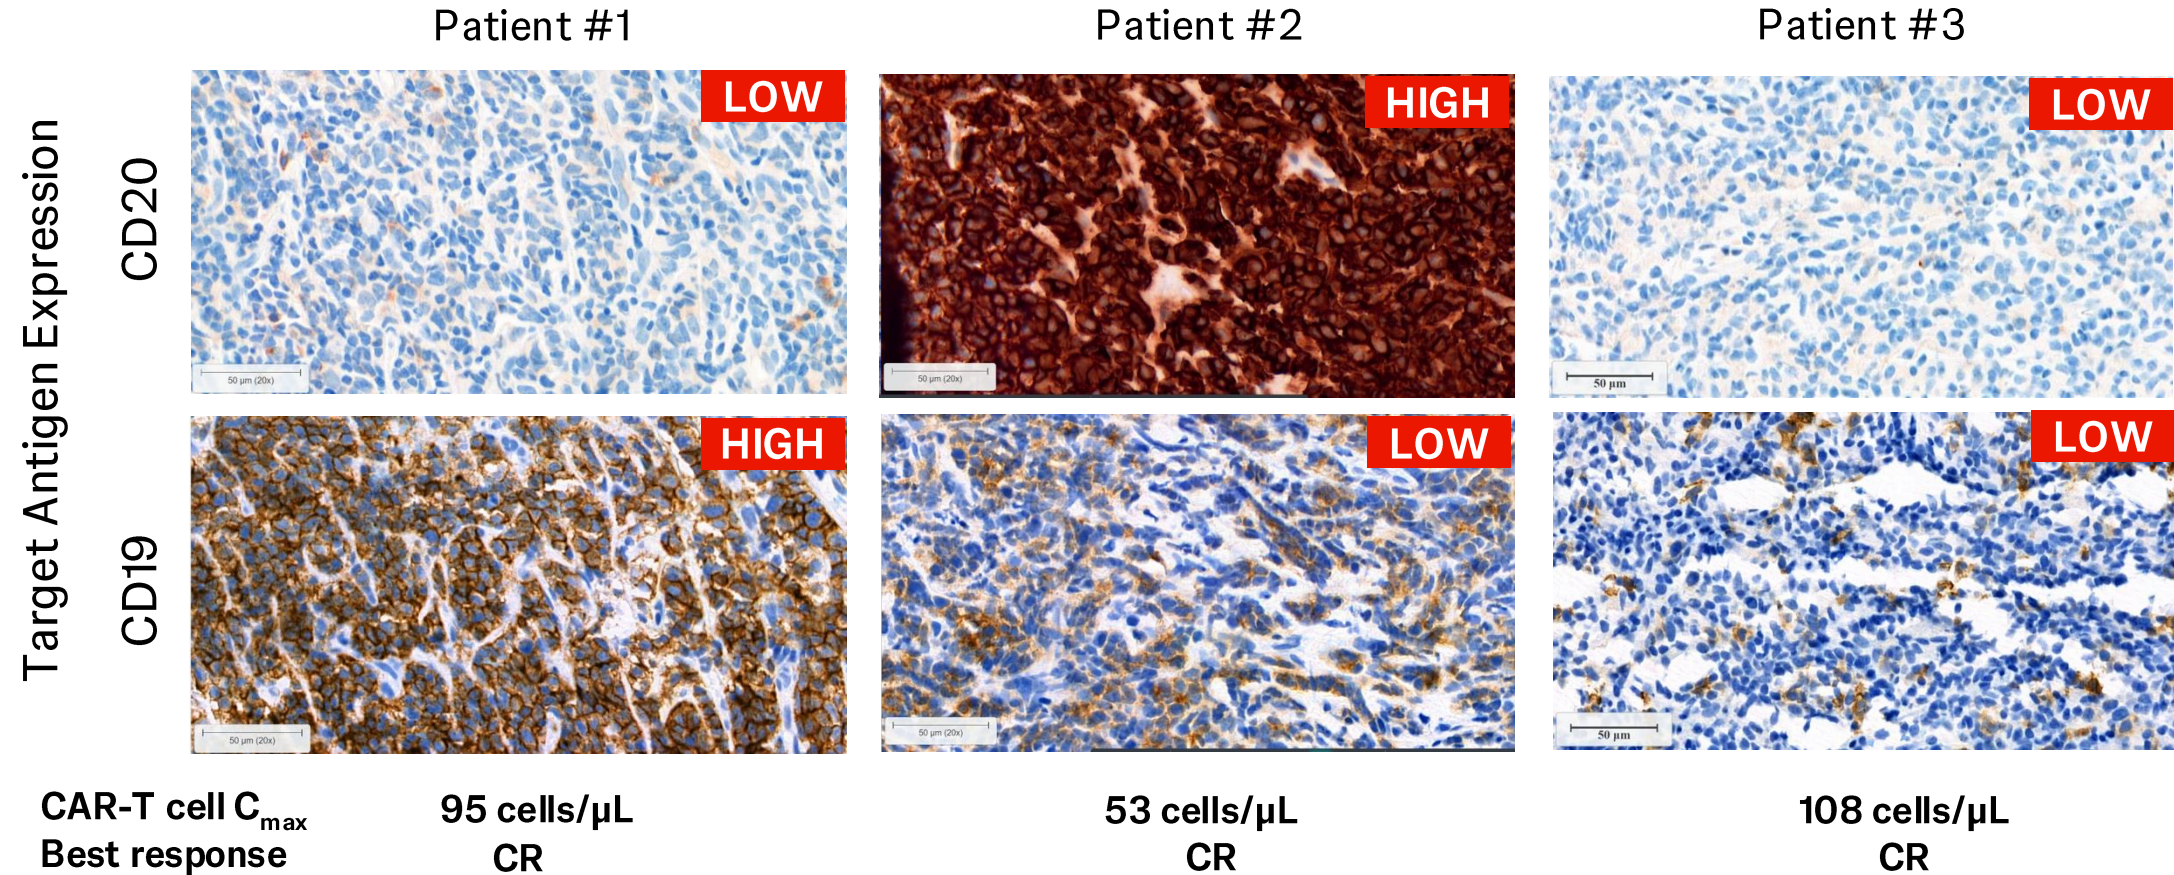 Patient #1
Patient #2
Patient #3
Target Antigen Expression
CD20
LOW
HIGH
LOW
50 µm (20x)
50 µm (20x)
50 µm
CD19
HIGH
LOW
LOW
50 µm (20x)
50 µm (20x)
50 µm
CAR-T cell Cmax 95 cells/µL 53 cells/µL 108 cells/µL
Best response CR CR CR